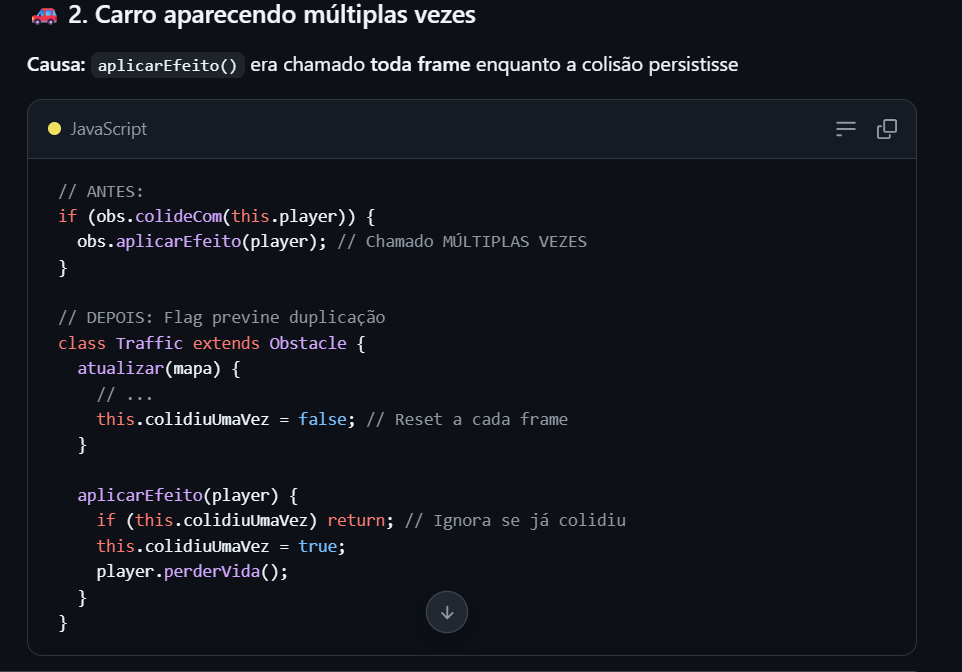 🚗 2. Carro aparecendo múltiplas vezes
Causa: aplicarEfeito() era chamado toda frame enquanto a colisão persistisse
JavaScript
// ANTES:
if (obs.colideCom(this.player)) {
  obs.aplicarEfeito(player); // Chamado MÚLTIPLAS VEZES
}

// DEPOIS: Flag previne duplicação
class Traffic extends Obstacle {
  atualizar(mapa) {
    // ...
    this.colidiuUmaVez = false; // Reset a cada frame
  }

  aplicarEfeito(player) {
    if (this.colidiuUmaVez) return; // Ignora se já colidiu
    this.colidiuUmaVez = true;
    player.perderVida();
  }
}